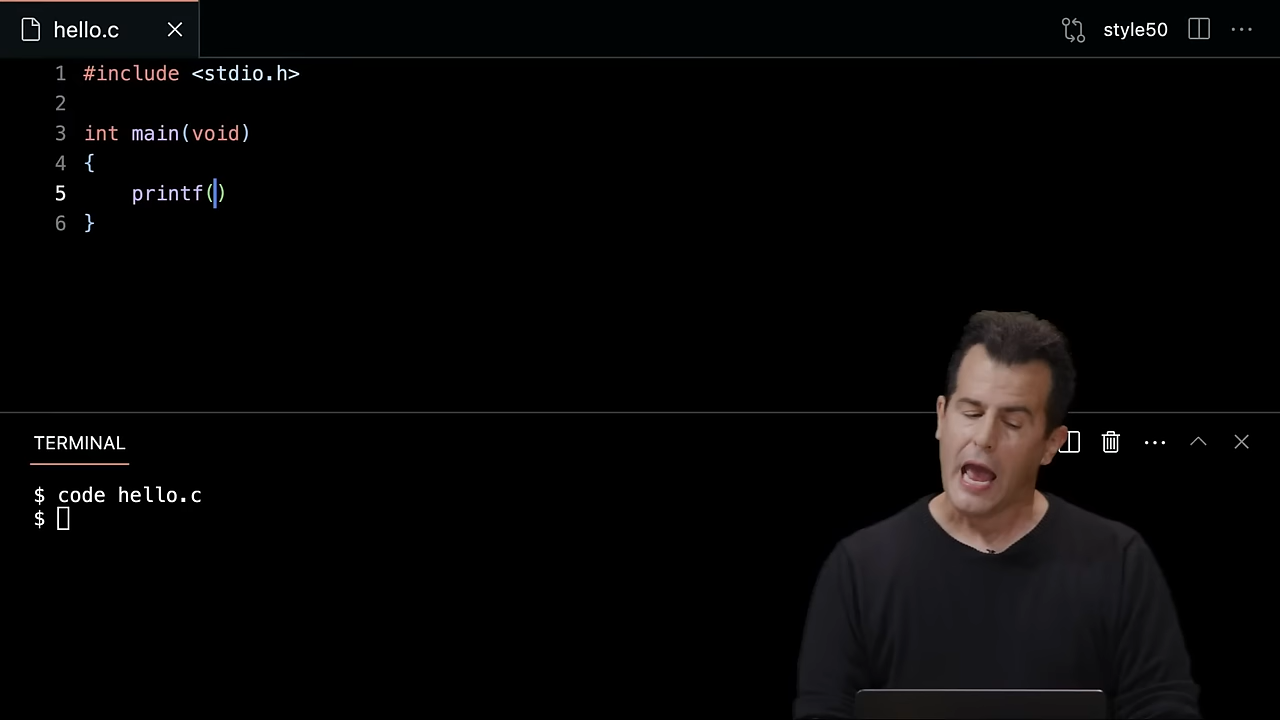 hello.c
style50
1 #include <stdio.h>
2
3 int main(void)
4 {
5     printf()
6 }
TERMINAL
$ code hello.c
$